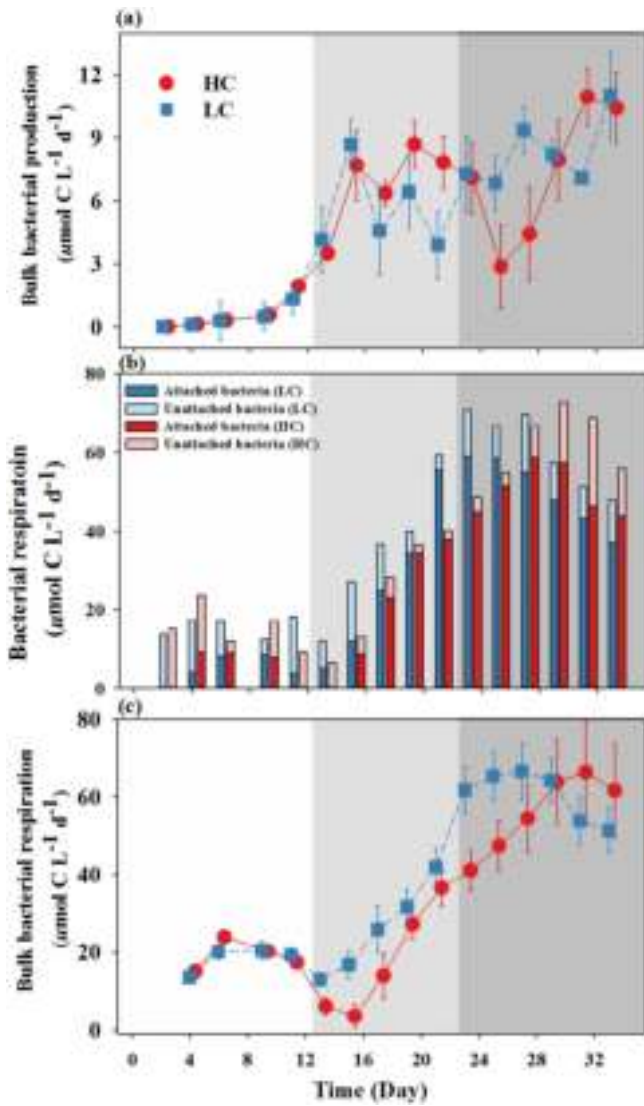 (a)
Bulk bacterial production
(μmol C L⁻¹ d⁻¹)
12
9
6
3
0
HC
LC
(b)
Bacterial respiratoin
(μmol C L⁻¹ d⁻¹)
80
60
40
20
0
Attached bacteria (LC)
Unattached bacteria (LC)
Attached bacteria (HC)
Unattached bacteria (HC)
(c)
Bulk bacterial respiration
(μmol C L⁻¹ d⁻¹)
80
60
40
20
0
0 4 8 12 16 20 24 28 32
Time (Day)